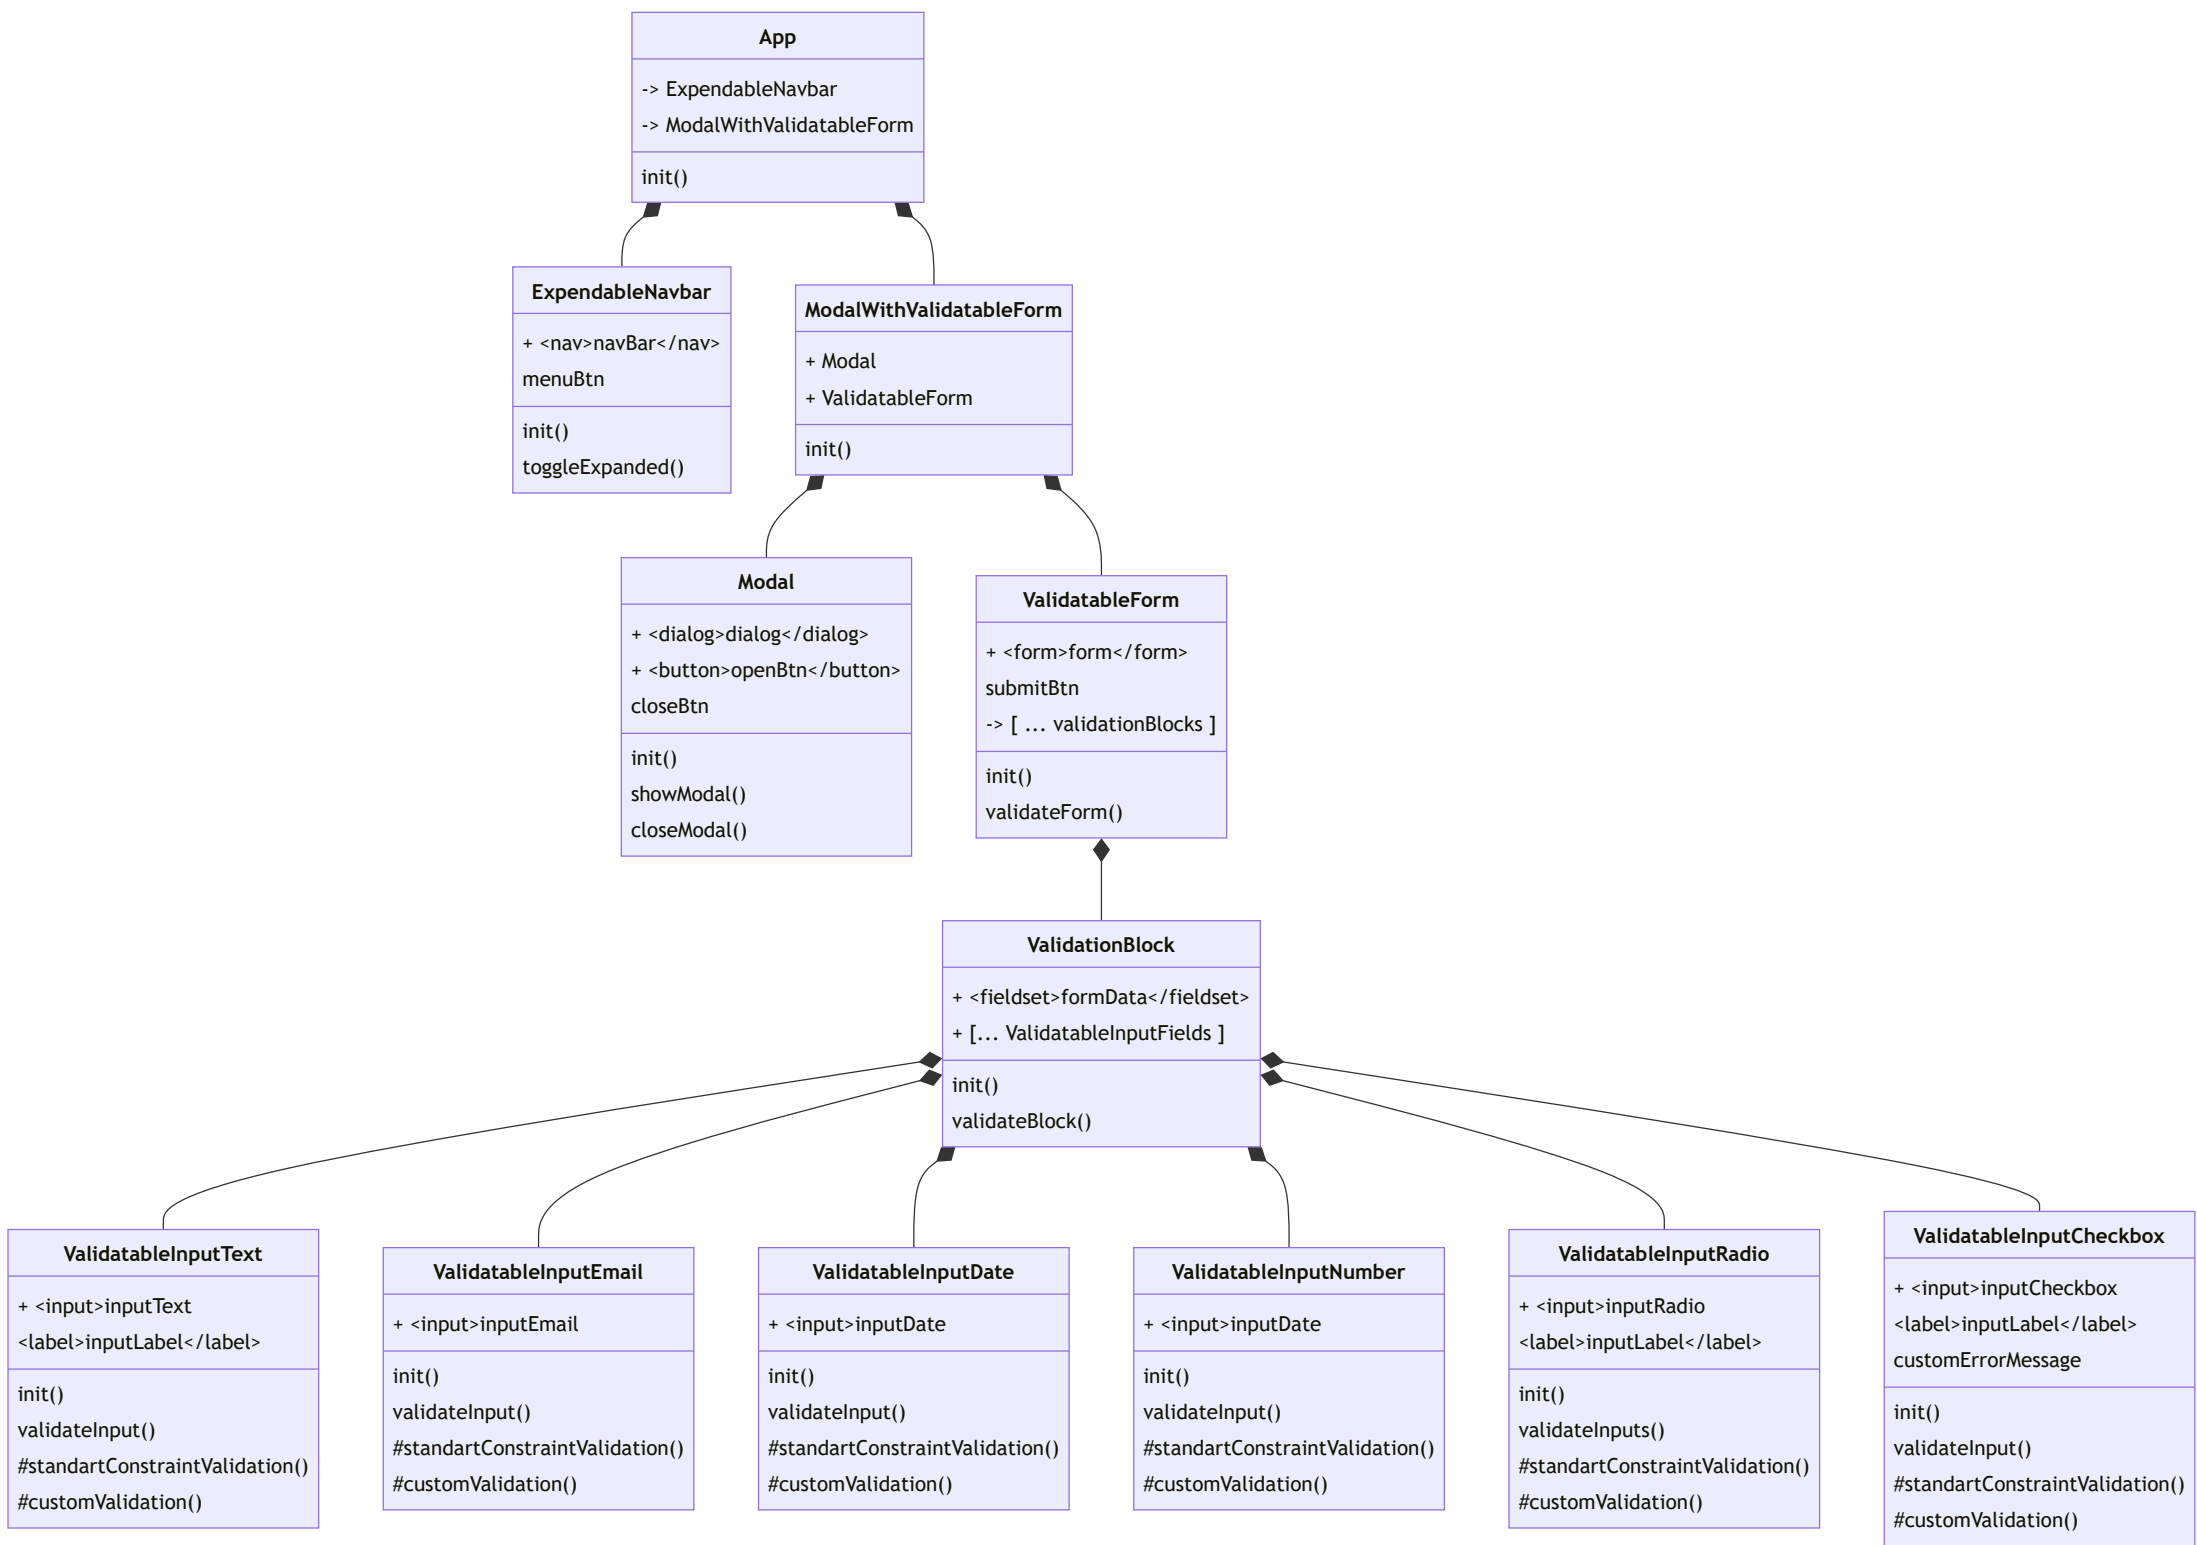 App
-> ExpendableNavbar
-> ModalWithValidatableForm
init()
ExpendableNavbar
+ <nav>navBar</nav>
menuBtn
init()
toggleExpanded()
ModalWithValidatableForm
+ Modal
+ ValidatableForm
init()
Modal
+ <dialog>dialog</dialog>
+ <button>openBtn</button>
closeBtn
init()
showModal()
closeModal()
ValidatableForm
+ <form>form</form>
submitBtn
-> [ ... validationBlocks ]
init()
validateForm()
ValidationBlock
+ <fieldset>formData</fieldset>
+ [... ValidatableInputFields ]
init()
validateBlock()
ValidatableInputText
+ <input>inputText
<label>inputLabel</label>
init()
validateInput()
#standartConstraintValidation()
#customValidation()
ValidatableInputEmail
+ <input>inputEmail
init()
validateInput()
#standartConstraintValidation()
#customValidation()
ValidatableInputDate
+ <input>inputDate
init()
validateInput()
#standartConstraintValidation()
#customValidation()
ValidatableInputNumber
+ <input>inputDate
init()
validateInput()
#standartConstraintValidation()
#customValidation()
ValidatableInputRadio
+ <input>inputRadio
<label>inputLabel</label>
init()
validateInputs()
#standartConstraintValidation()
#customValidation()
ValidatableInputCheckbox
+ <input>inputCheckbox
<label>inputLabel</label>
customErrorMessage
init()
validateInput()
#standartConstraintValidation()
#customValidation()